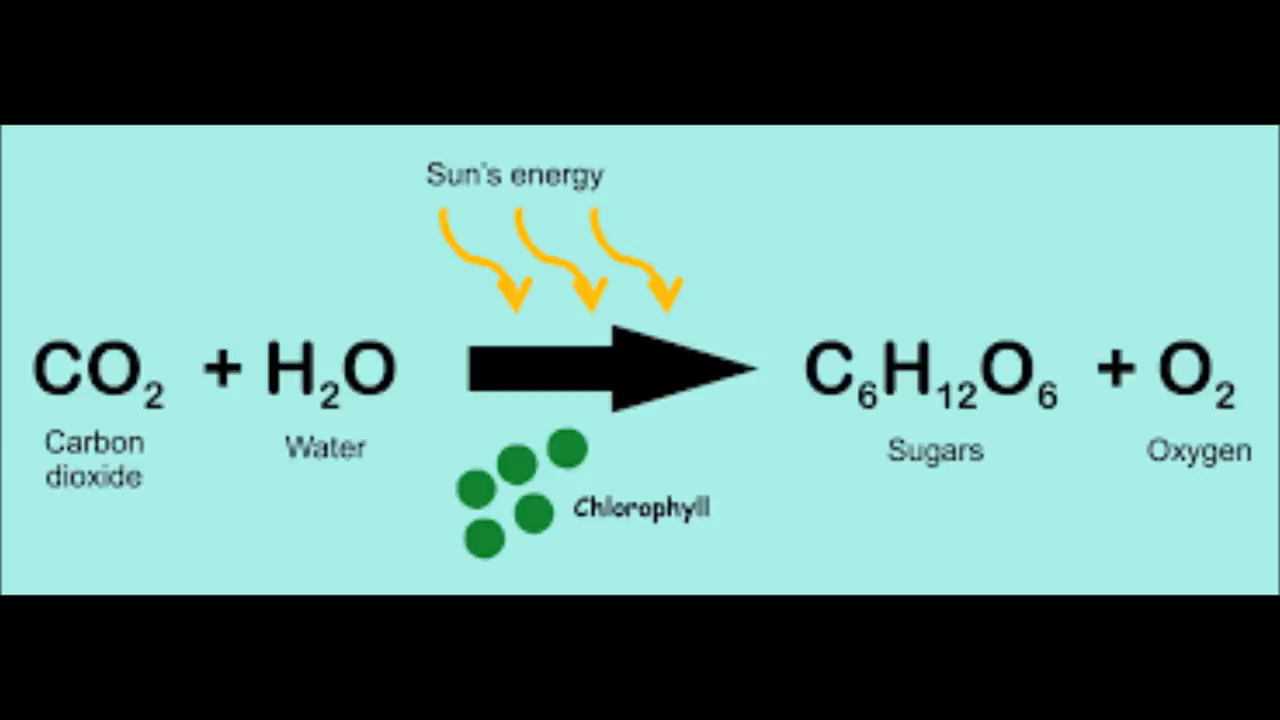 Sun's energy
CO₂ + H₂O C₆H₁₂O₆ + O₂
Carbon dioxide
Water
Sugars
Oxygen
Chlorophyll